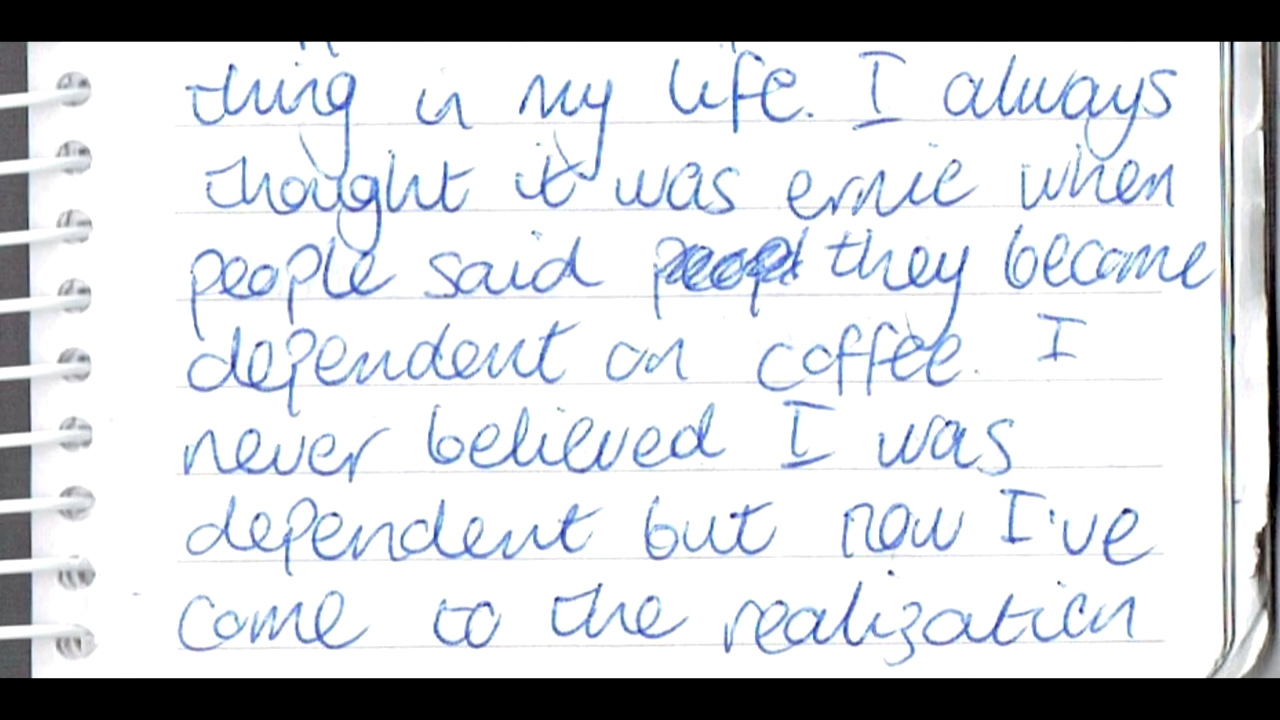 thing in my life. I always
thought it was ernie when
people said they become
dependent on coffee. I
never believed I was
dependent but now I've
come to the realization